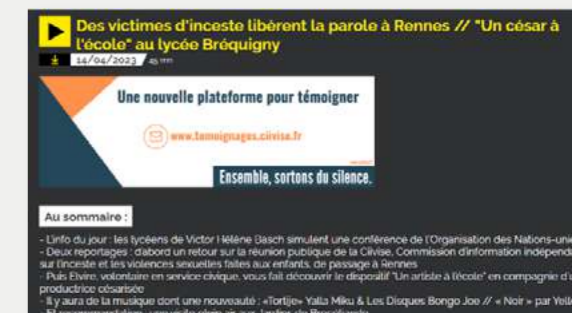 Des victimes d'inceste libèrent la parole à Rennes // "Un césar à
l'école" au lycée Bréquigny
14/04/2023 45 mn
Une nouvelle plateforme pour témoigner
www.temoignages.ciivise.fr
Ensemble, sortons du silence.
Au sommaire :
- L'info du jour : les lycéens de Victor Hélène Basch simulent une conférence de l'Organisation des Nations-unie
- Deux reportages : d'abord un retour sur la réunion publique de la Ciivise, Commission d'information indépenda
sur l'inceste et les violences sexuelles faites aux enfants, de passage à Rennes
- Puis Elvire, volontaire en service civique, vous fait découvrir le dispositif "Un artiste à l'école" en compagnie d'u
productrice césarisée
- Il y aura de la musique dont une nouveauté : «Tortije» Yalla Miku & Les Disques Bongo Joe // « Noir » par Yelle